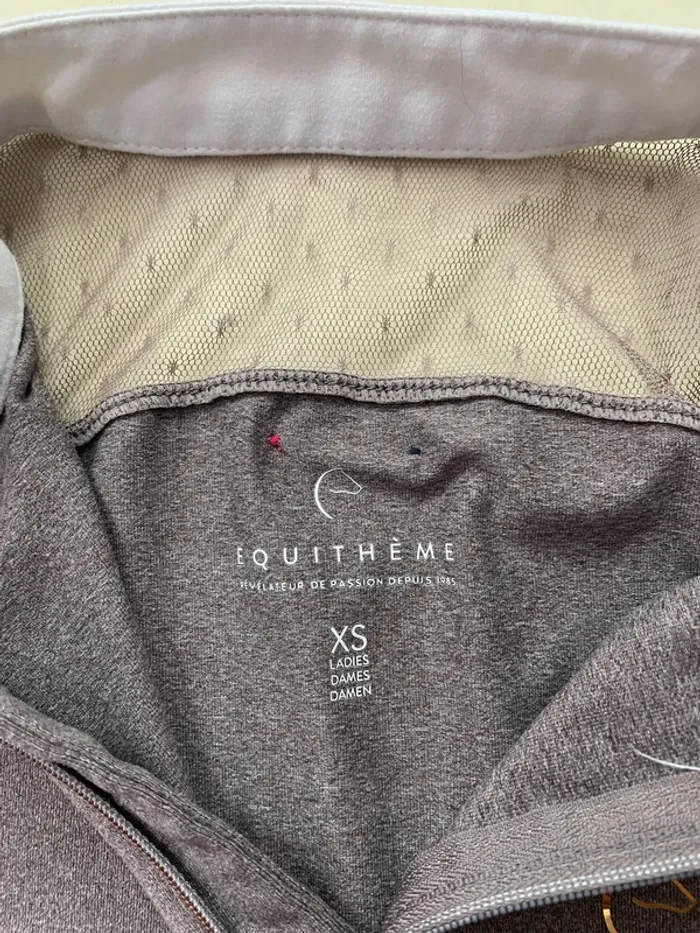 EQUITHÈME
RÉVÉLATEUR DE PASSION DEPUIS 1985
XS
LADIES
DAMES
DAMEN